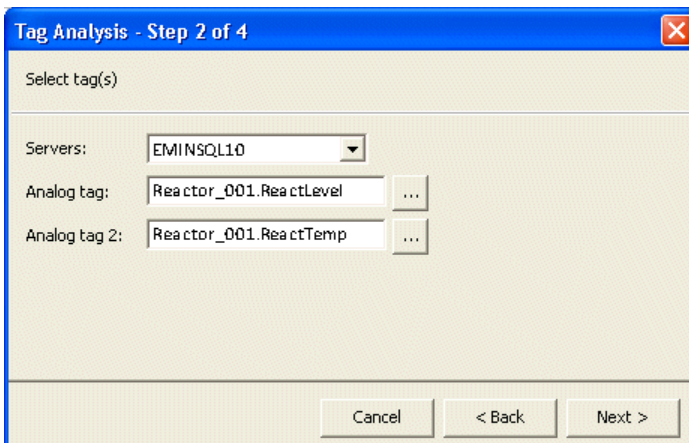 Tag Analysis - Step 2 of 4
Select tag(s)
Servers: EMINSQL10
Analog tag: Reactor_001.ReactLevel ...
Analog tag 2: Reactor_001.ReactTemp ...
Cancel < Back Next >